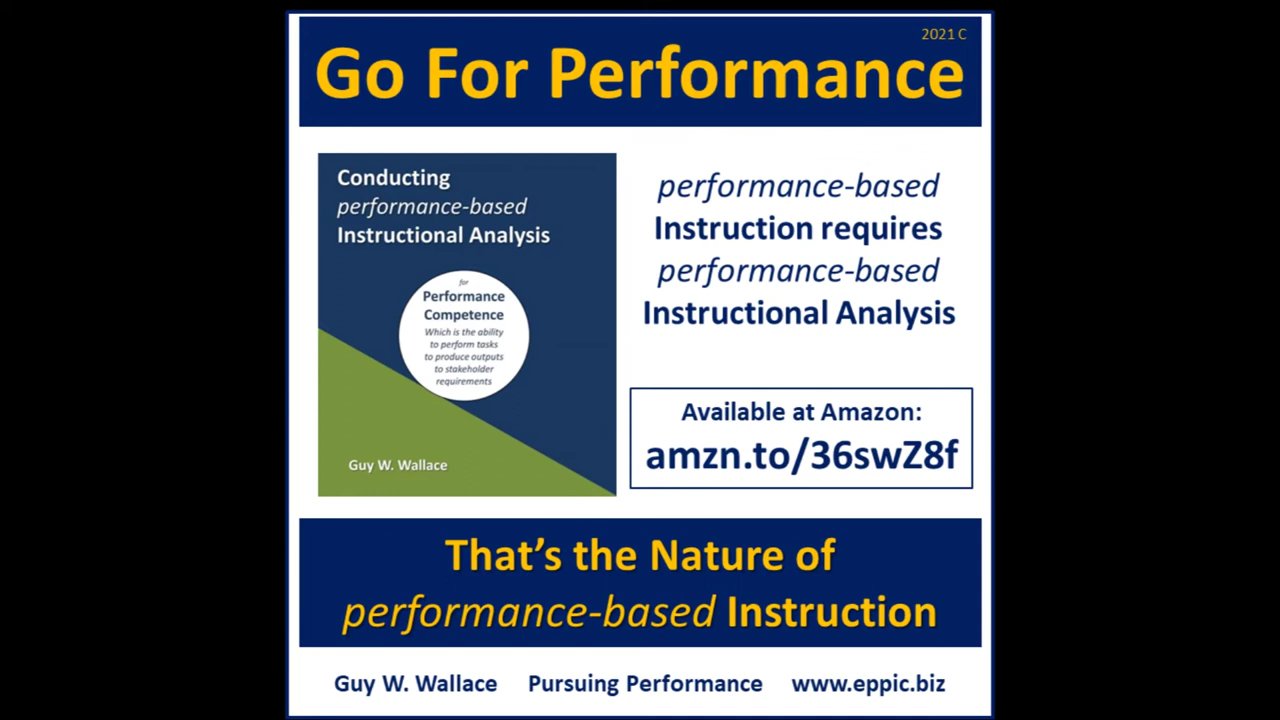 2021 C
Go For Performance
Conducting
performance-based
Instructional Analysis
for
Performance
Competence
Which is the ability
to perform tasks
to produce outputs
to stakeholder
requirements
Guy W. Wallace
performance-based
Instruction requires
performance-based
Instructional Analysis
Available at Amazon:
amzn.to/36swZ8f
That's the Nature of
performance-based Instruction
Guy W. Wallace Pursuing Performance www.eppic.biz